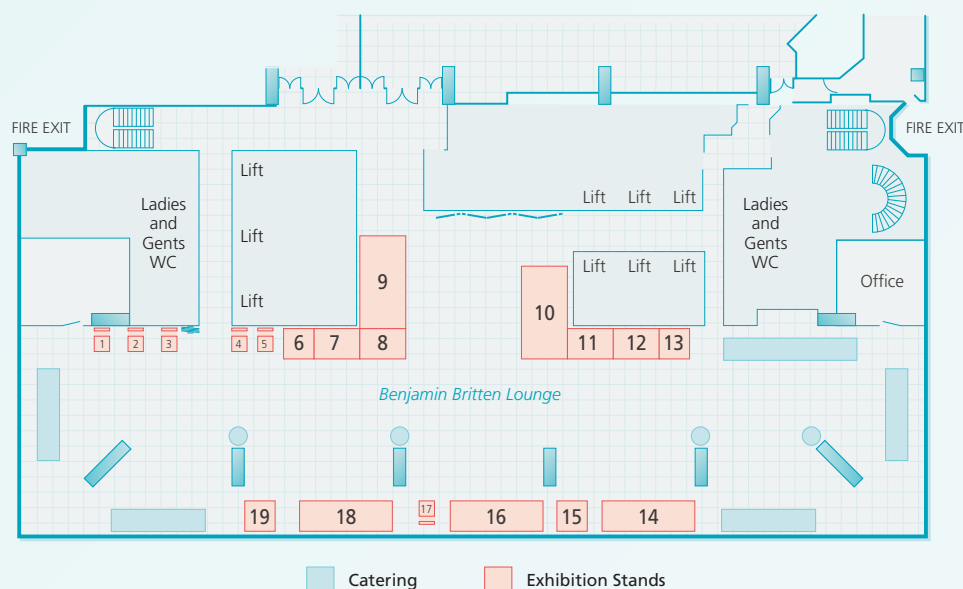 FIRE EXIT
FIRE EXIT
Lift
Lift
Lift
Ladies
and
Gents
WC
Lift Lift Lift
Ladies
and
Gents
WC
Lift Lift Lift
Office
9
10
1 2 3 4 5 6 7 8 11 12 13
Benjamin Britten Lounge
19 18 17 16 15 14
Catering Exhibition Stands